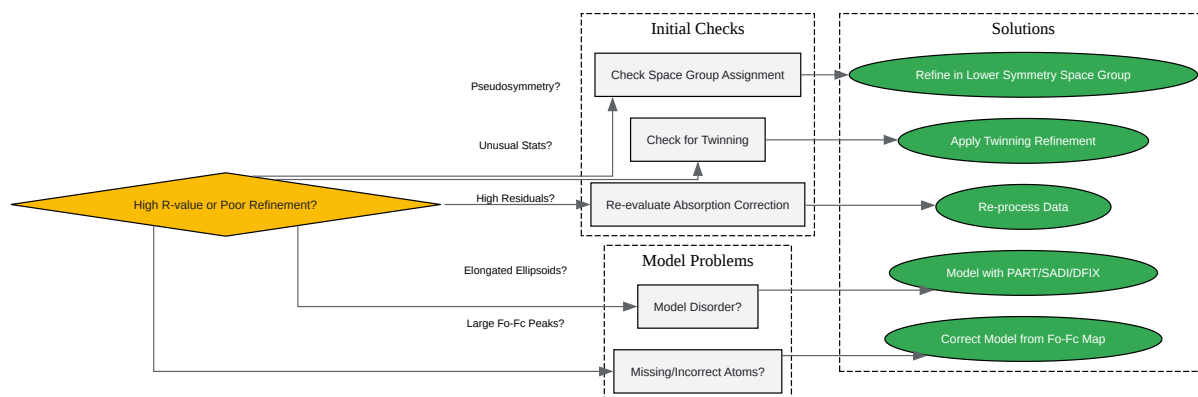 Initial Checks
Solutions
Check Space Group Assignment
Refine in Lower Symmetry Space Group
Pseudosymmetry?
Unusual Stats?
Check for Twinning
Apply Twinning Refinement
High R-value or Poor Refinement?
High Residuals?
Re-evaluate Absorption Correction
Re-process Data
Model Problems
Elongated Ellipsoids?
Model with PART/SADI/DFIX
Model Disorder?
Large Fo-Fc Peaks?
Correct Model from Fo-Fc Map
Missing/Incorrect Atoms?